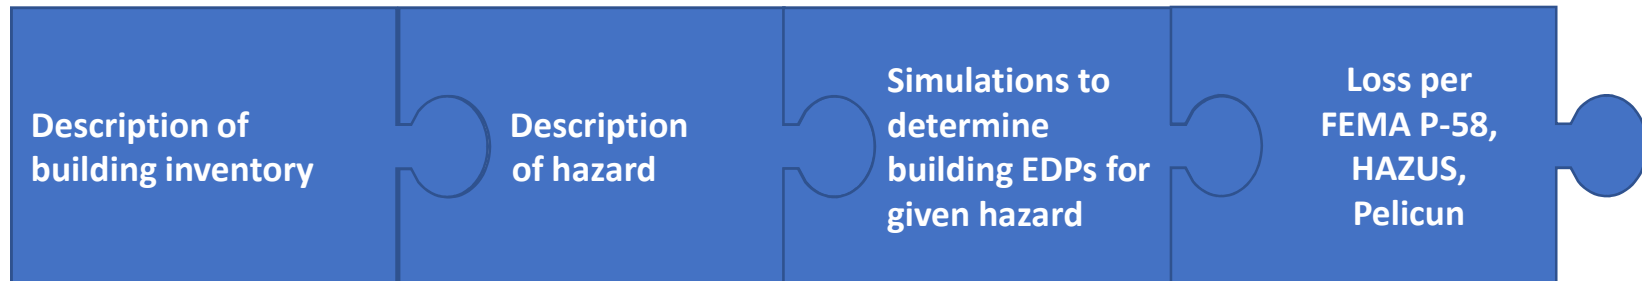 Description of
building inventory
Description
of hazard
Simulations to
determine
building EDPs for
given hazard
Loss per
FEMA P-58,
HAZUS,
Pelicun